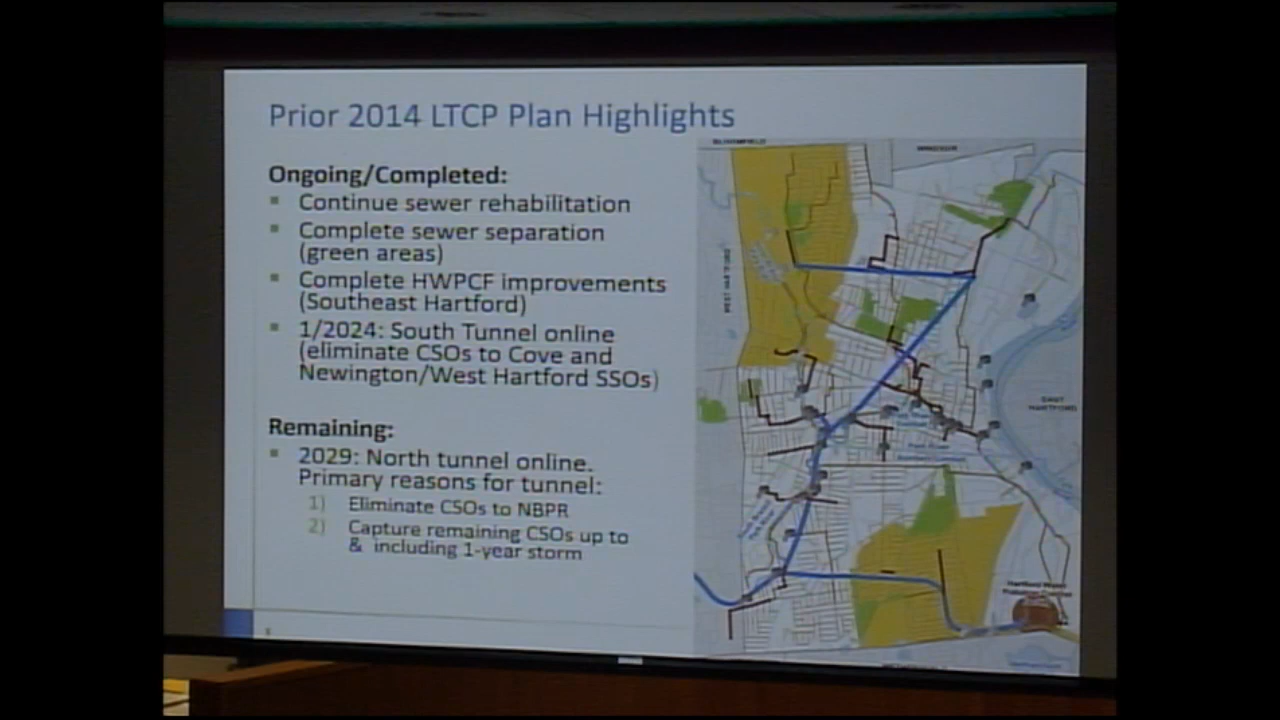 Prior 2014 LTCP Plan Highlights
Ongoing/Completed:
Continue sewer rehabilitation
Complete sewer separation
(green areas)
Complete HWPCF improvements
(Southeast Hartford)
1/2024: South Tunnel online
(eliminate CSOs to Cove and
Newington/West Hartford SSOs)
Remaining:
2029: North tunnel online.
Primary reasons for tunnel:
1) Eliminate CSOs to NBPR
2) Capture remaining CSOs up to
& including 1-year storm
BLOOMFIELD
WINDSOR
WEST HARTFORD
EAST
HARTFORD